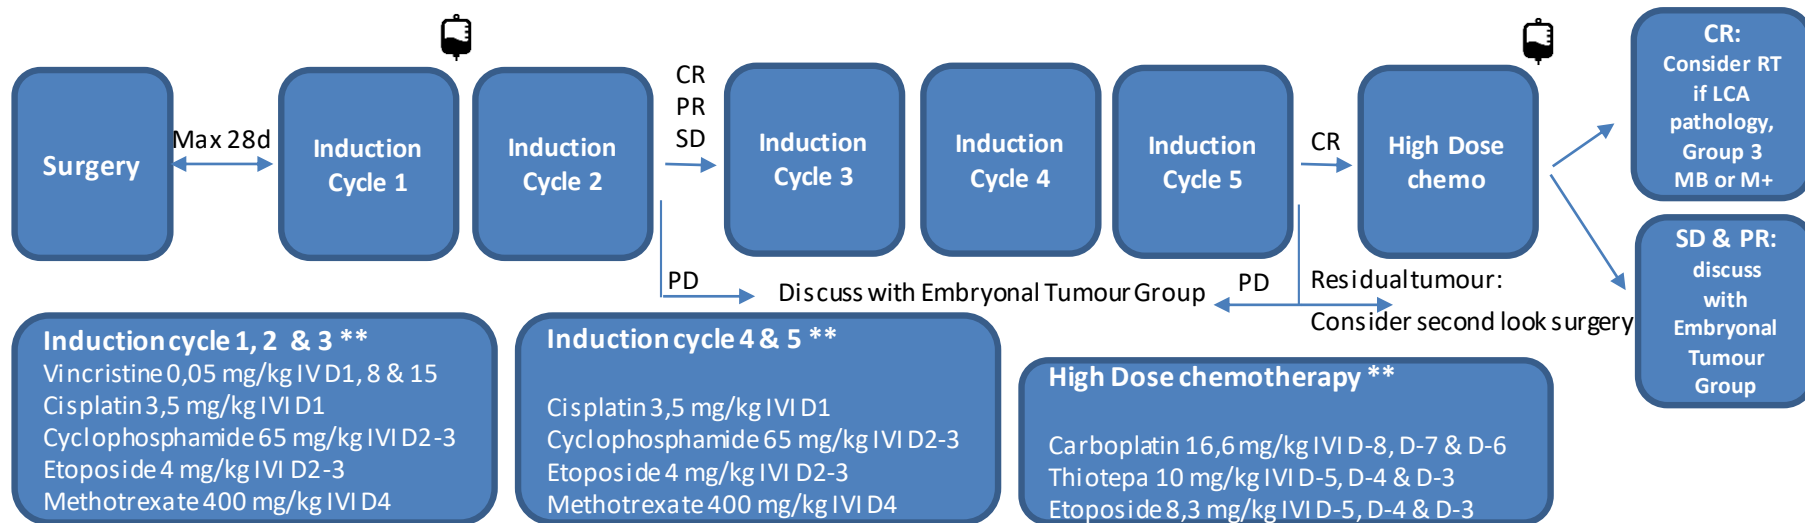 Surgery
Max 28d
Induction
Cycle 1
Induction
Cycle 2
CR
PR
SD
Induction
Cycle 3
Induction
Cycle 4
Induction
Cycle 5
CR
High Dose
chemo
CR:
Consider RT
if LCA
pathology,
Group 3
MB or M+
SD & PR:
discuss
with
Embryonal
Tumour
Group
PD
Discuss with Embryonal Tumour Group
PD
Residual tumour:
Consider second look surgery
Induction cycle 1, 2 & 3 **
Vincristine 0,05 mg/kg IV D1, 8 & 15
Cisplatin 3,5 mg/kg IVI D1
Cyclophosphamide 65 mg/kg IVI D2-3
Etoposide 4 mg/kg IVI D2-3
Methotrexate 400 mg/kg IVI D4
Induction cycle 4 & 5 **
Cisplatin 3,5 mg/kg IVI D1
Cyclophosphamide 65 mg/kg IVI D2-3
Etoposide 4 mg/kg IVI D2-3
Methotrexate 400 mg/kg IVI D4
High Dose chemotherapy **
Carboplatin 16,6 mg/kg IVI D-8, D-7 & D-6
Thiotepa 10 mg/kg IVI D-5, D-4 & D-3
Etoposide 8,3 mg/kg IVI D-5, D-4 & D-3